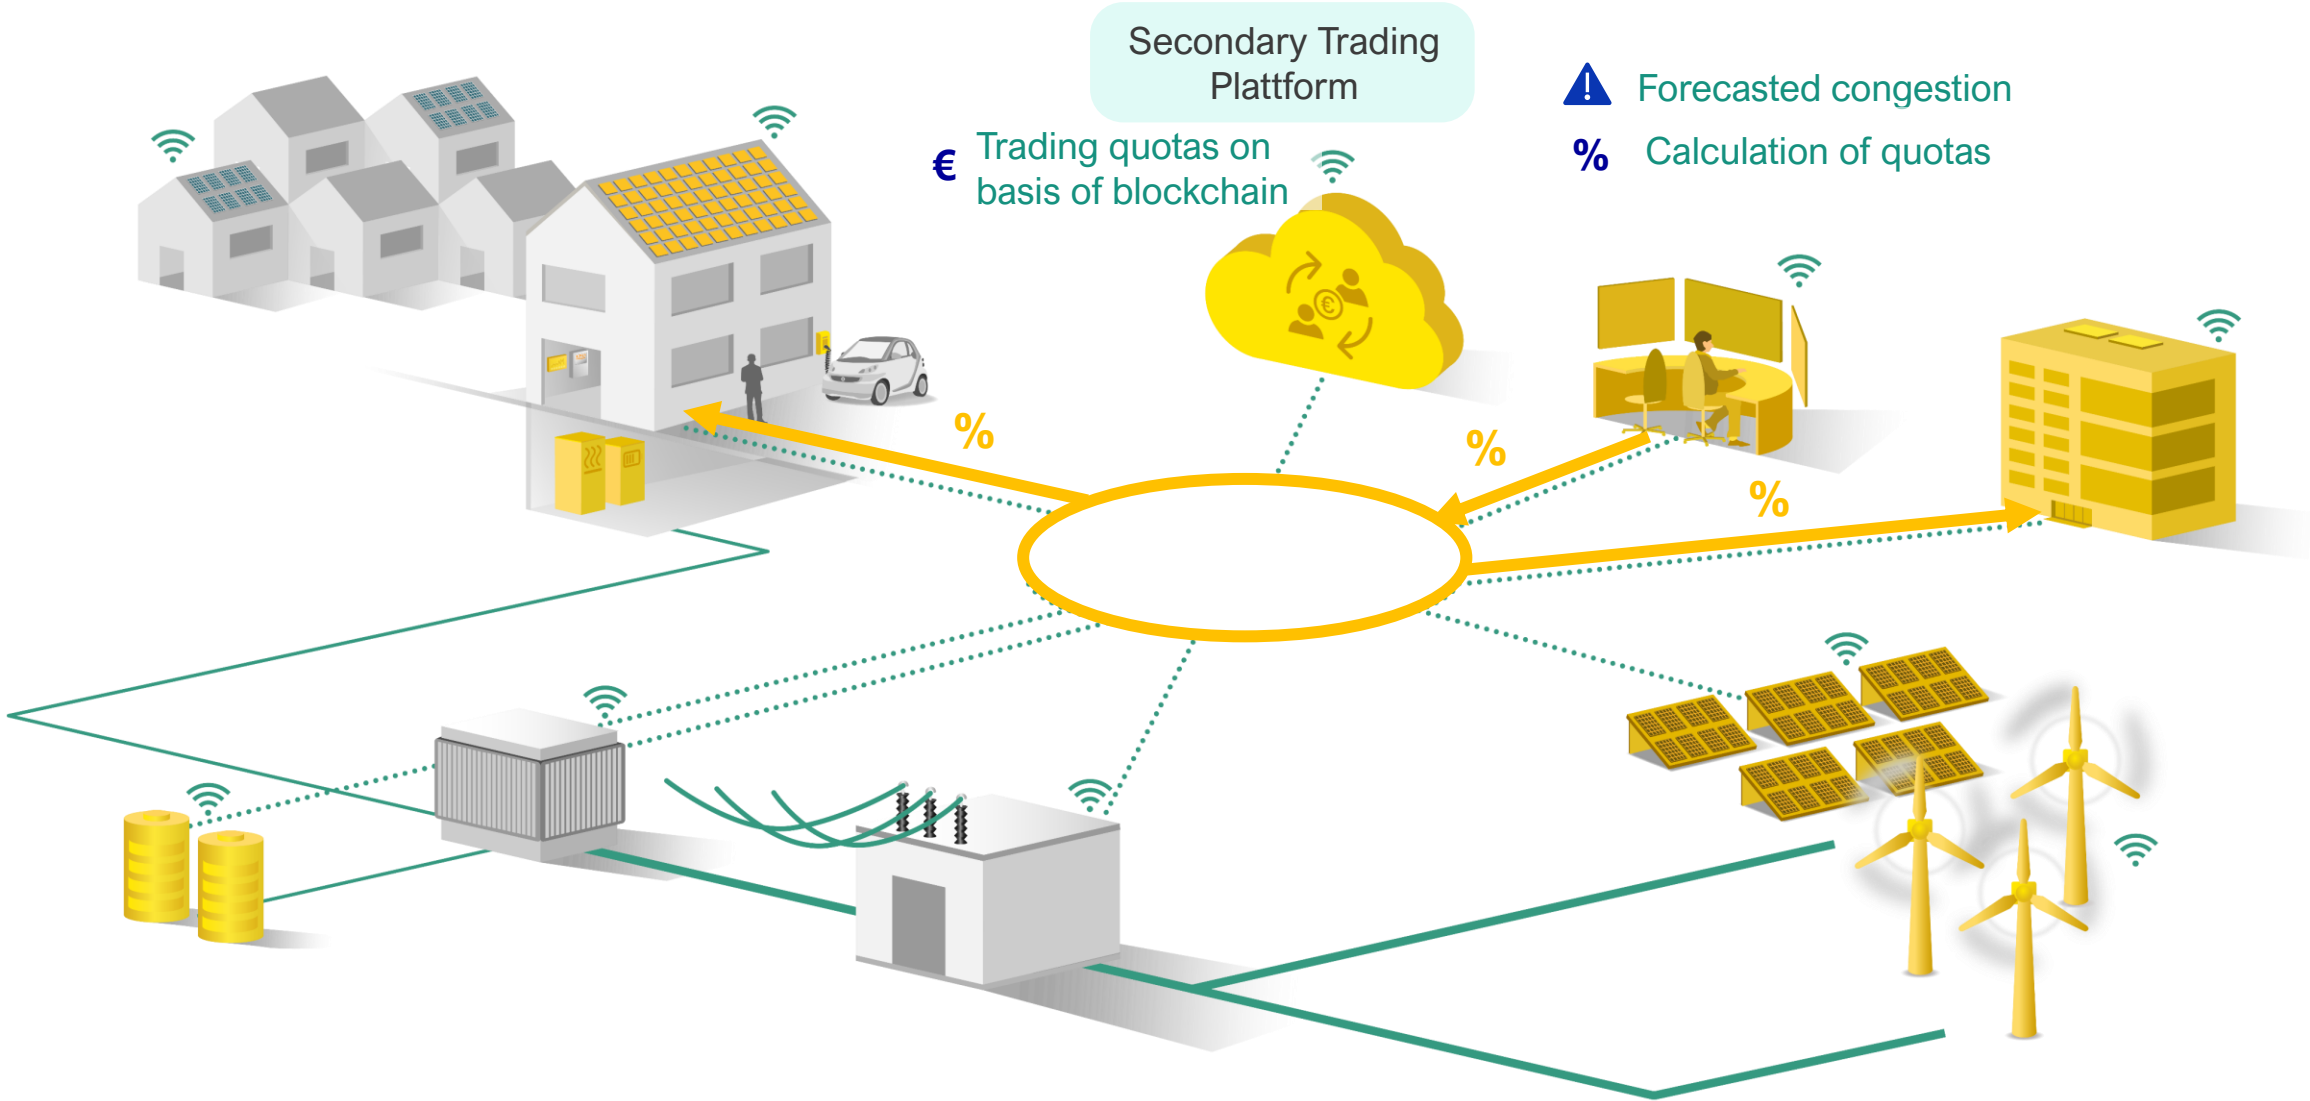 Secondary Trading
Plattform
€ Trading quotas on
basis of blockchain
Forecasted congestion
% Calculation of quotas
€
%
%
%